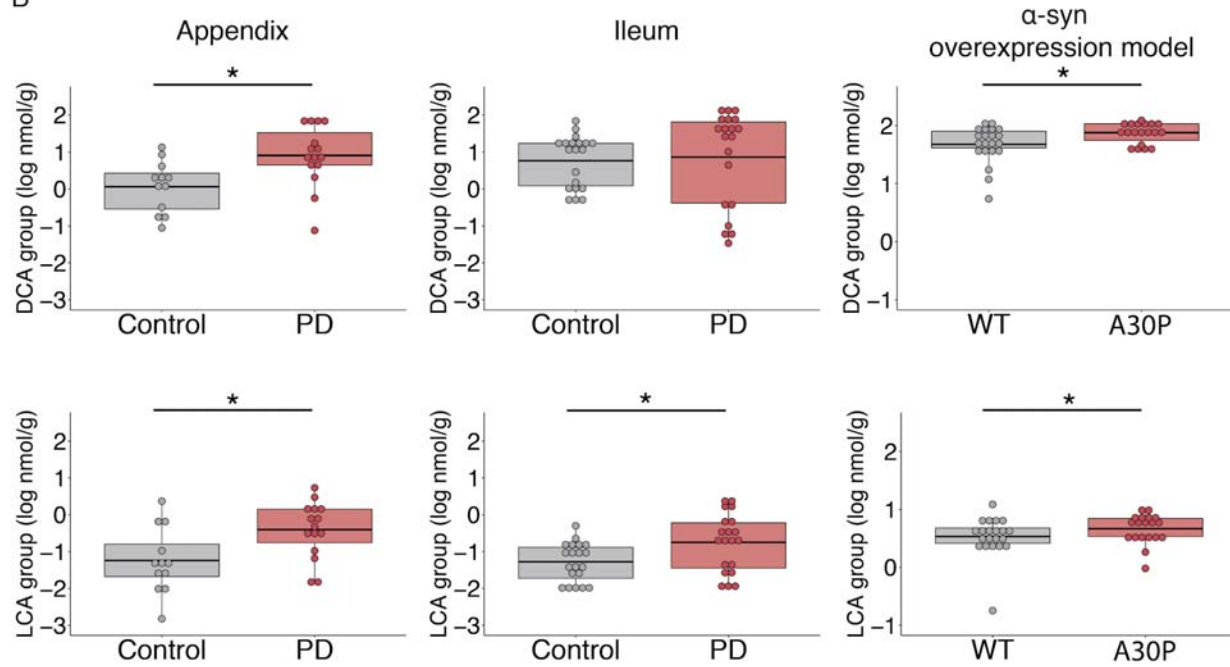 B
Appendix
Ileum
α-syn
overexpression model
*
*
DCA group (log nmol/g)
2
1
0
−1
−2
−3
Control
PD
DCA group (log nmol/g)
2
1
0
−1
−2
−3
Control
PD
DCA group (log nmol/g)
2
1
0
−1
WT
A30P
*
*
*
LCA group (log nmol/g)
2
1
0
−1
−2
−3
Control
PD
LCA group (log nmol/g)
2
1
0
−1
−2
−3
Control
PD
LCA group (log nmol/g)
2
1
0
−1
WT
A30P